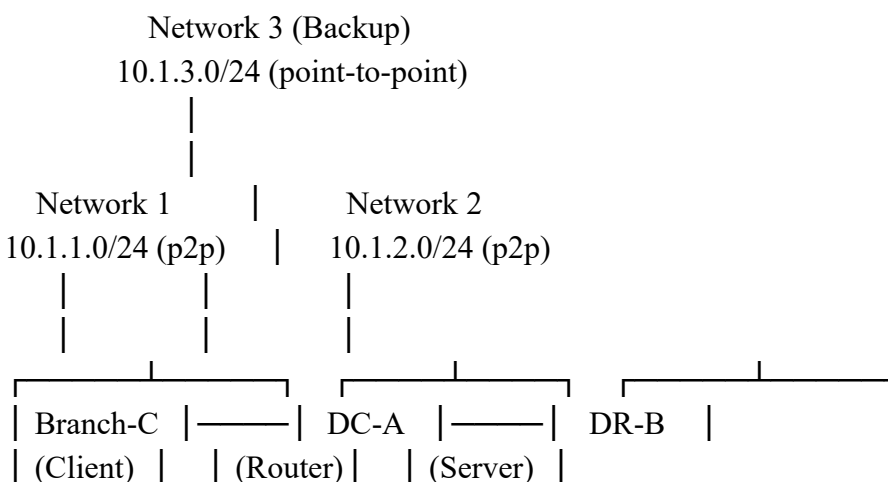 Network 3 (Backup)
10.1.3.0/24 (point-to-point)
Network 1 Network 2
10.1.1.0/24 (p2p) 10.1.2.0/24 (p2p)
Branch-C DC-A DR-B
(Client) (Router) (Server)